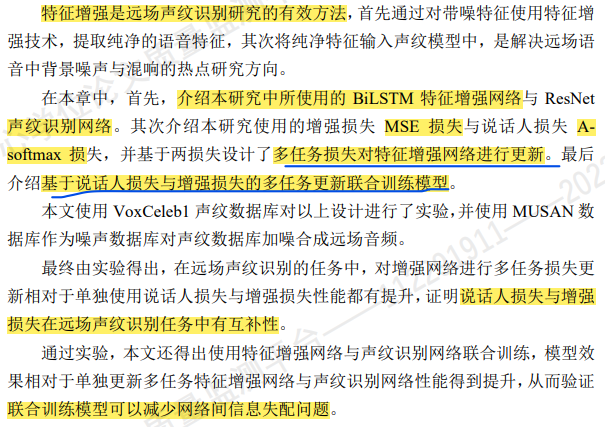 特征增强是远场声纹识别研究的有效方法，首先通过对带噪特征使用特征增
强技术，提取纯净的语音特征，其次将纯净特征输入声纹模型中，是解决远场语
音中背景噪声与混响的热点研究方向。
在本章中，首先，介绍本研究中所使用的 BiLSTM 特征增强网络与 ResNet
声纹识别网络。其次介绍本研究使用的增强损失 MSE 损失与说话人损失 A-
softmax 损失，并基于两损失设计了多任务损失对特征增强网络进行更新。最后
介绍基于说话人损失与增强损失的多任务更新联合训练模型。
本文使用 VoxCeleb1 声纹数据库对以上设计进行了实验，并使用 MUSAN 数
据库作为噪声数据库对声纹数据库加噪合成远场音频。
最终由实验得出，在远场声纹识别的任务中，对增强网络进行多任务损失更
新相对于单独使用说话人损失与增强损失性能都有提升，证明说话人损失与增强
损失在远场声纹识别任务中有互补性。
通过实验，本文还得出使用特征增强网络与声纹识别网络联合训练，模型效
果相对于单独更新多任务特征增强网络与声纹识别网络性能得到提升，从而验证
联合训练模型可以减少网络间信息失配问题。